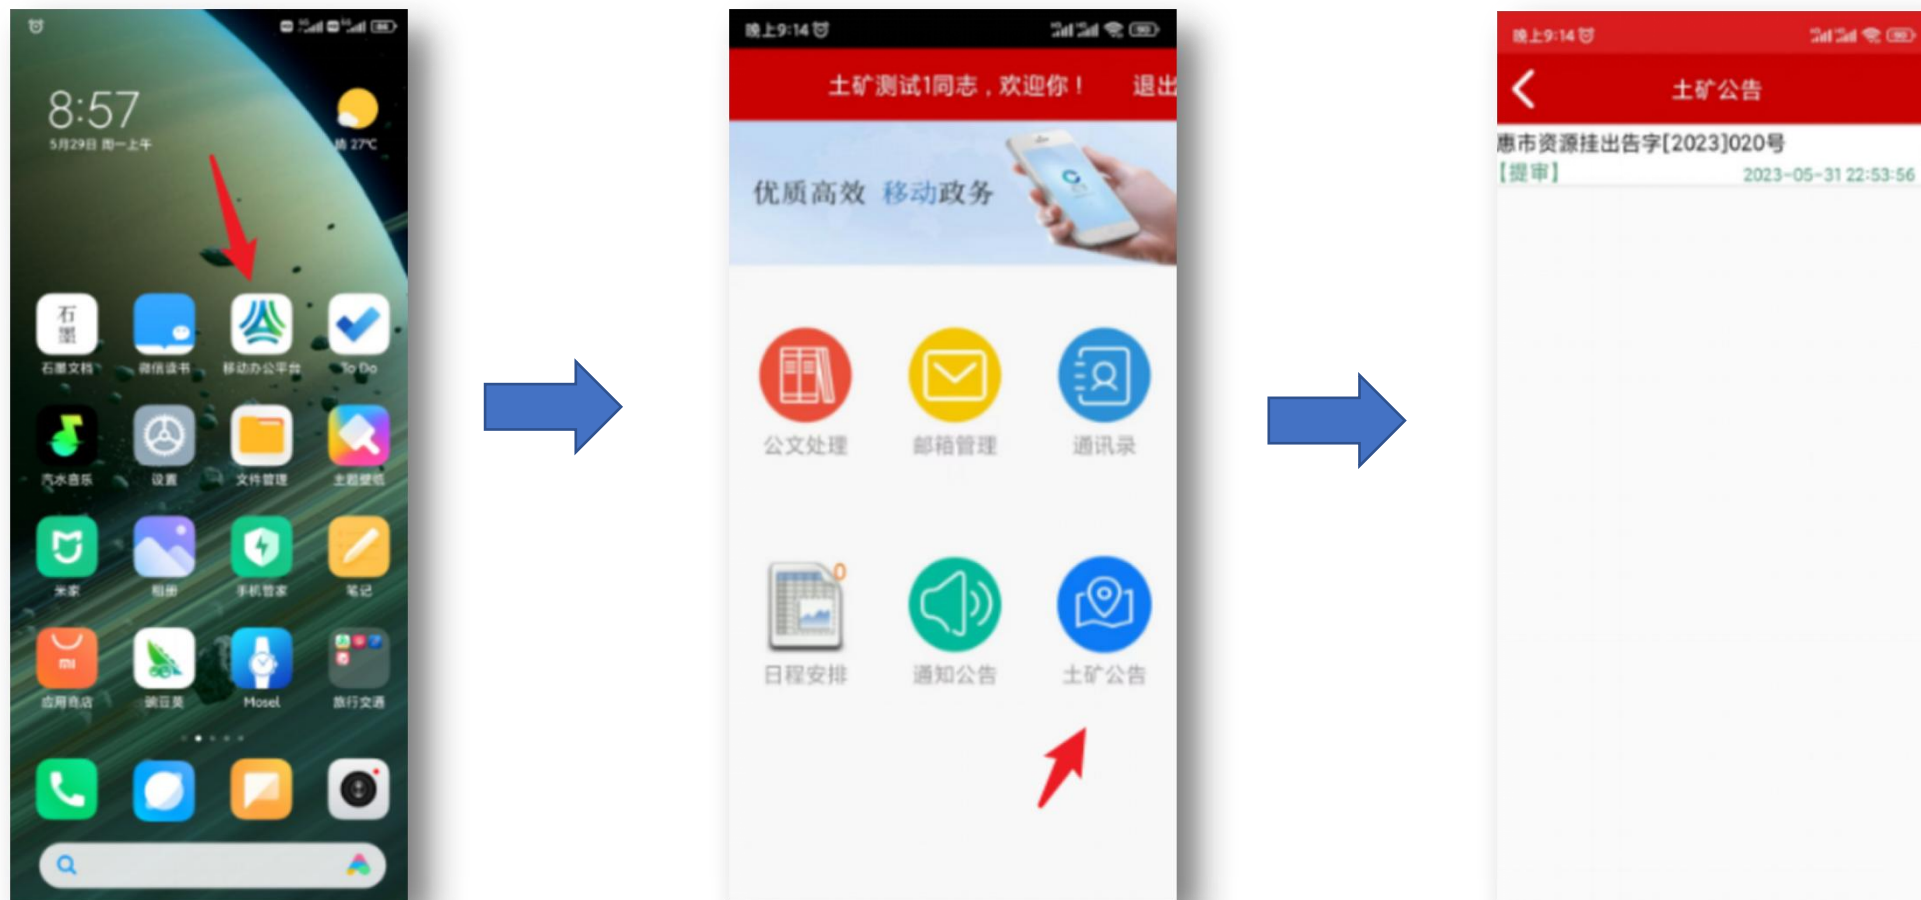 8:57
5月29日 周一上午
晴 27℃
石墨
石墨文档
微信读书
移动办公平台
To Do
汽水音乐
设置
文件管理
主题壁纸
米家
相册
手机管家
笔记
mi
应用商店
豌豆荚
Mosel
旅行交通
晚上9:14
土矿测试1同志，欢迎你！
退出
优质高效 移动政务
公文处理
邮箱管理
通讯录
0
日程安排
通知公告
土矿公告
晚上9:14
土矿公告
惠市资源挂出告字[2023]020号
【提审】
2023-05-31 22:53:56